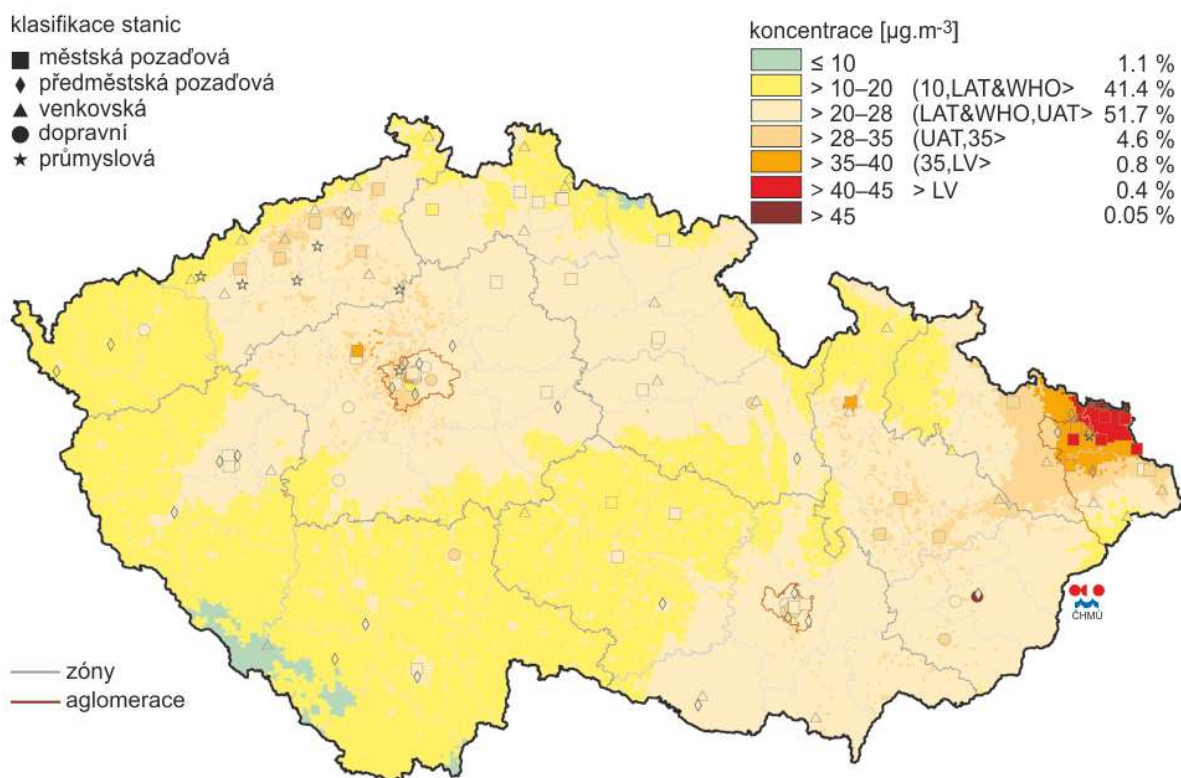 klasifikace stanic
městská pozaďová
předměstská pozaďová
venkovská
dopravní
průmyslová
koncentrace [µg.m-³]
≤ 10 1.1 %
> 10–20 (10,LAT&WHO> 41.4 %
> 20–28 (LAT&WHO,UAT> 51.7 %
> 28–35 (UAT,35> 4.6 %
> 35–40 (35,LV> 0.8 %
> 40–45 > LV 0.4 %
> 45 0.05 %
ČHMÚ
zóny
aglomerace